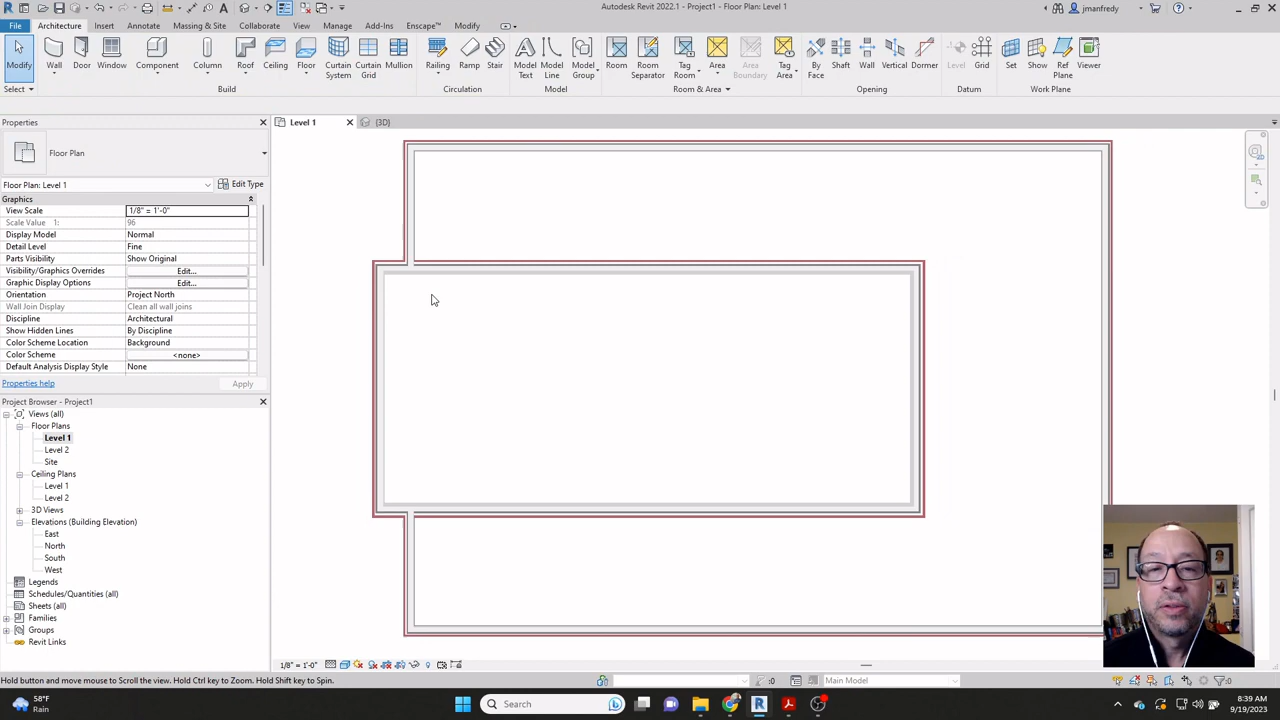 Autodesk Revit 2022.1 - Project1 - Floor Plan: Level 1
jmanfredy
File Architecture Insert Annotate Massing & Site Collaborate View Manage Add-Ins Enscape™ Modify
Modify Wall Door Window Component Column Roof Ceiling Floor Curtain System Curtain Grid Mullion Railing Ramp Stair Model Text Model Line Model Group Room Room Separator Tag Room Area Area Boundary Tag Area By Face Shaft Wall Vertical Dormer Level Grid Set Show Ref Plane Viewer
Select Build Circulation Model Room & Area Opening Datum Work Plane
Properties
Level 1
{3D}
Floor Plan
Floor Plan: Level 1 Edit Type
Graphics
View Scale 1/8" = 1'-0"
Scale Value 1: 96
Display Model Normal
Detail Level Fine
Parts Visibility Show Original
Visibility/Graphics Overrides Edit...
Graphic Display Options Edit...
Orientation Project North
Wall Join Display Clean all wall joins
Discipline Architectural
Show Hidden Lines By Discipline
Color Scheme Location Background
Color Scheme <none>
Default Analysis Display Style None
Properties help Apply
Project Browser - Project1
Views (all)
Floor Plans
Level 1
Level 2
Site
Ceiling Plans
Level 1
Level 2
3D Views
Elevations (Building Elevation)
East
North
South
West
Legends
Schedules/Quantities (all)
Sheets (all)
Families
Groups
Revit Links
1/8" = 1'-0"
Hold button and move mouse to Scroll the view. Hold Ctrl key to Zoom. Hold Shift key to Spin.
:0
Main Model
:0
58°F
Rain
Search
8:39 AM
9/19/2023